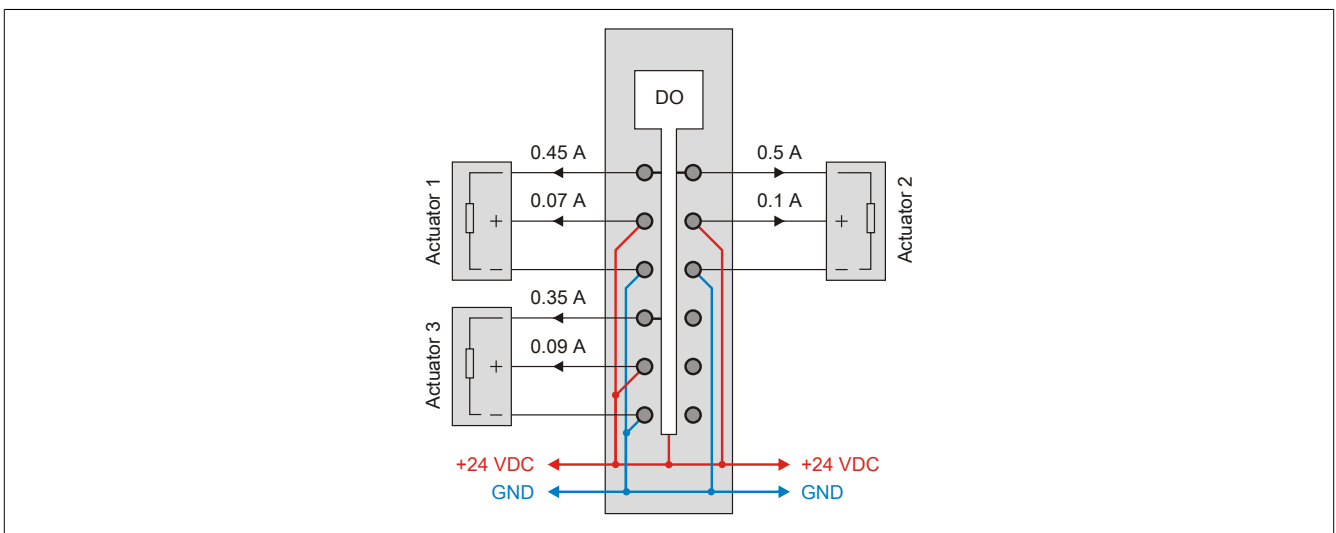 DO
0.45 A
0.5 A
Actuator 1
0.07 A
+
−
0.1 A
+
−
Actuator 2
0.35 A
Actuator 3
0.09 A
+
−
+24 VDC
+24 VDC
GND
GND